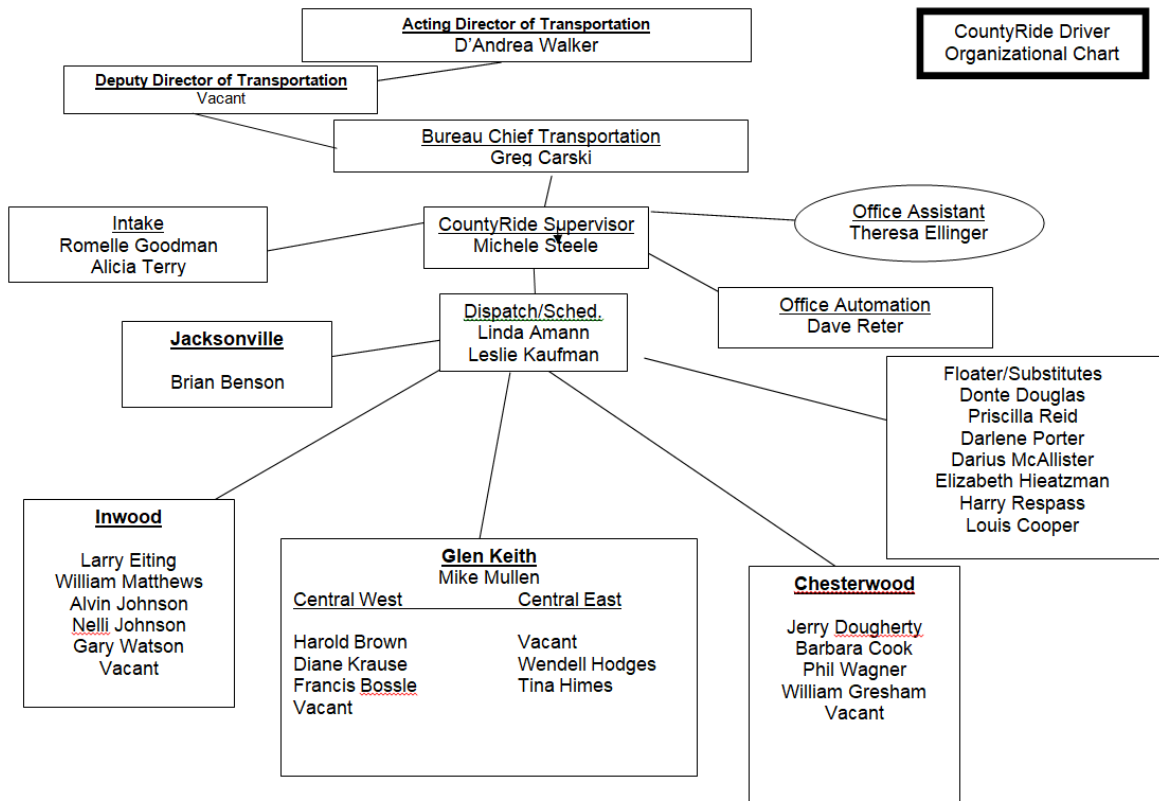 Acting Director of Transportation
D'Andrea Walker
CountyRide Driver
Organizational Chart
Deputy Director of Transportation
Vacant
Bureau Chief Transportation
Greg Carski
Intake
Romelle Goodman
Alicia Terry
CountyRide Supervisor
Michele Steele
Office Assistant
Theresa Ellinger
Office Automation
Dave Reter
Dispatch/Sched.
Linda Amann
Leslie Kaufman
Jacksonville
Brian Benson
Floater/Substitutes
Donte Douglas
Priscilla Reid
Darlene Porter
Darius McAllister
Elizabeth Hieatzman
Harry Respass
Louis Cooper
Inwood
Larry Eiting
William Matthews
Alvin Johnson
Nelli Johnson
Gary Watson
Vacant
Glen Keith
Mike Mullen
Central West
Harold Brown
Diane Krause
Francis Bossle
Vacant
Central East
Vacant
Wendell Hodges
Tina Himes
Chesterwood
Jerry Dougherty
Barbara Cook
Phil Wagner
William Gresham
Vacant